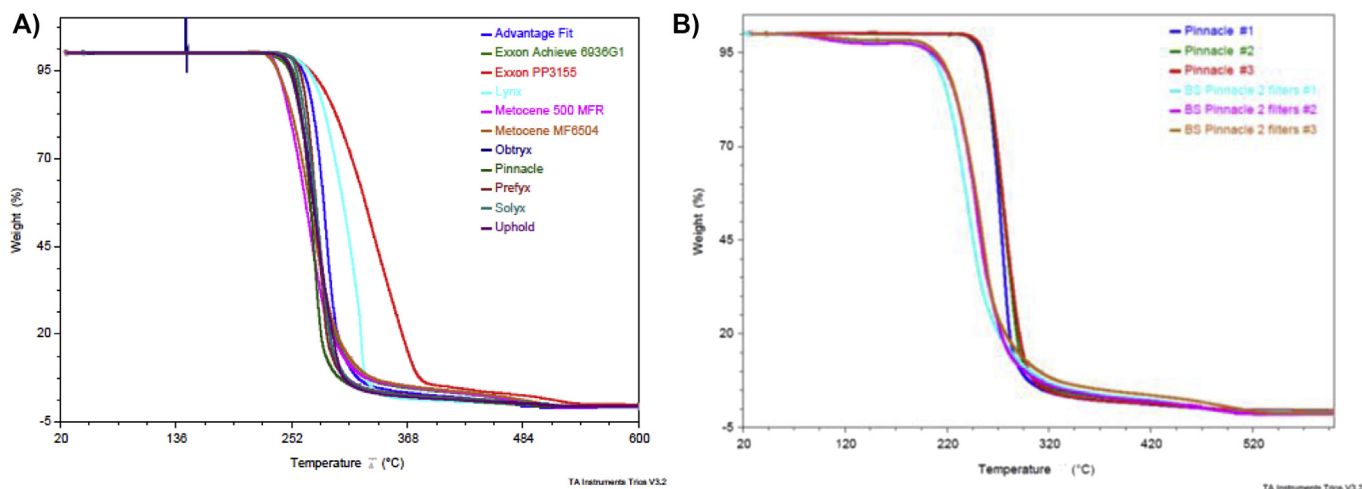 A)
Advantage Fit
Exxon Achieve 6936G1
Exxon PP3155
Lynx
Metocene 500 MFR
Metocene MF6504
Obtryx
Pinnacle
Prefyx
Solyx
Uphold
95
70
45
20
-5
Weight (%)
20 136 252 368 484 600
Temperature (°C)
TA Instruments Trios V3.2
B)
Pinnacle #1
Pinnacle #2
Pinnacle #3
BS Pinnacle 2 filters #1
BS Pinnacle 2 filters #2
BS Pinnacle 2 filters #3
95
70
45
20
-5
Weight (%)
20 120 220 320 420 520
Temperature (°C)
TA Instruments Trios V3.2